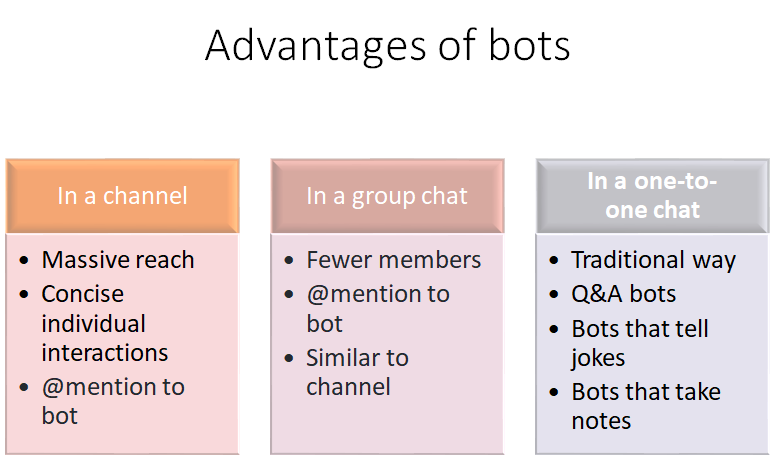 Advantages of bots
In a channel
• Massive reach
• Concise
individual
interactions
• @mention to
bot
In a group chat
• Fewer members
• @mention to
bot
• Similar to
channel
In a one-to-
one chat
• Traditional way
• Q&A bots
• Bots that tell
jokes
• Bots that take
notes